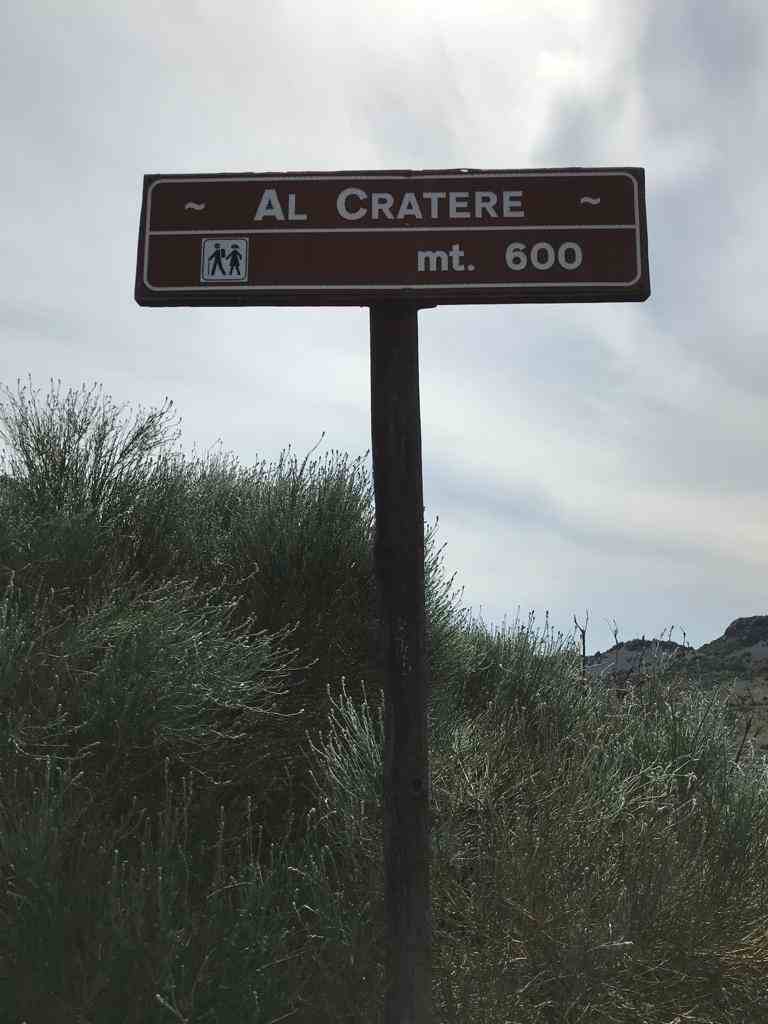 ~ AL CRATERE ~
mt. 600